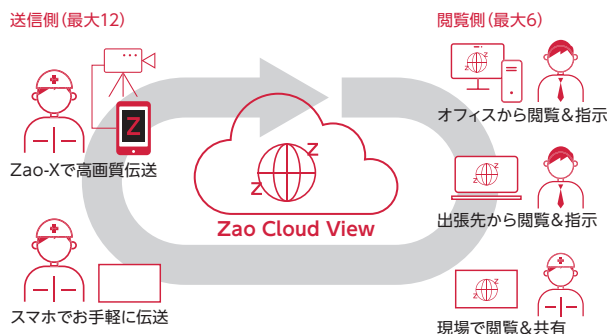 送信側(最大12)
閲覧側(最大6)
Z
Zao-Xで高画質伝送
オフィスから閲覧&指示
Z
Z
Zao Cloud View
出張先から閲覧&指示
スマホでお手軽に伝送
現場で閲覧&共有